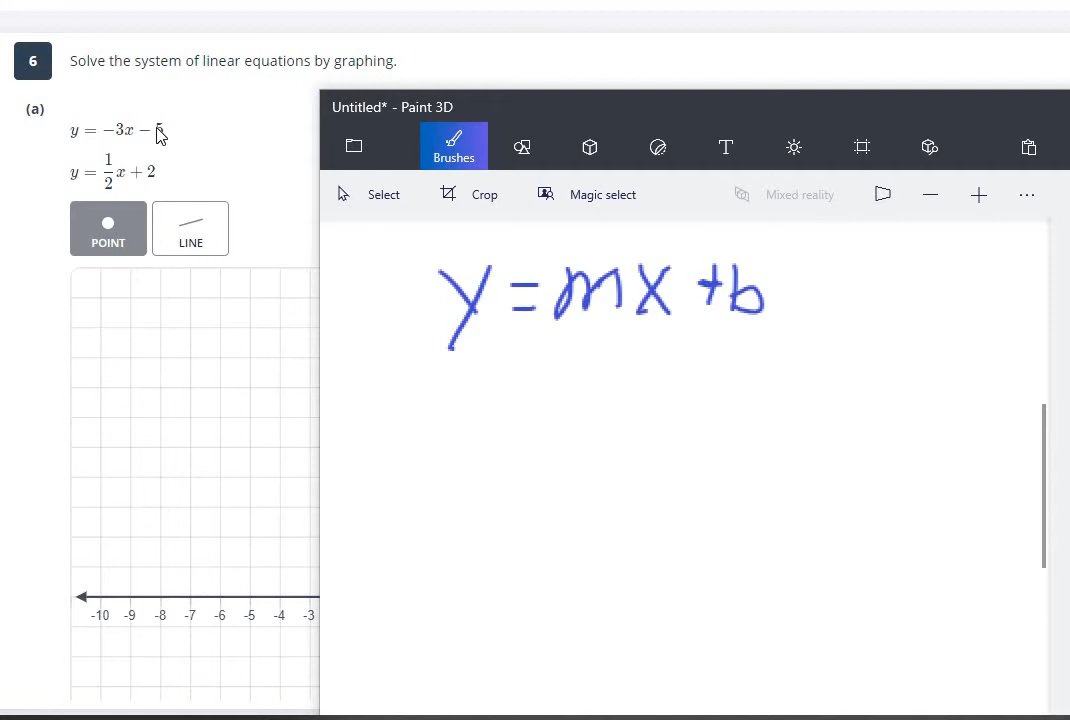 6 Solve the system of linear equations by graphing.
(a)
y = −3x − 5
y = 1/2 x + 2
POINT LINE
-10 -9 -8 -7 -6 -5 -4 -3
Untitled* - Paint 3D
Brushes
Select Crop Magic select Mixed reality
y = mx + b